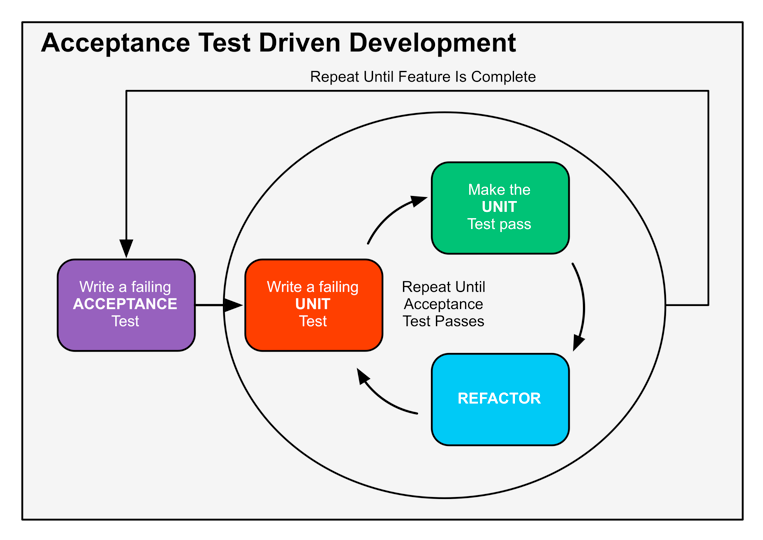 Acceptance Test Driven Development
Repeat Until Feature Is Complete
Make the
UNIT
Test pass
Write a failing
ACCEPTANCE
Test
Write a failing
UNIT
Test
Repeat Until
Acceptance
Test Passes
REFACTOR